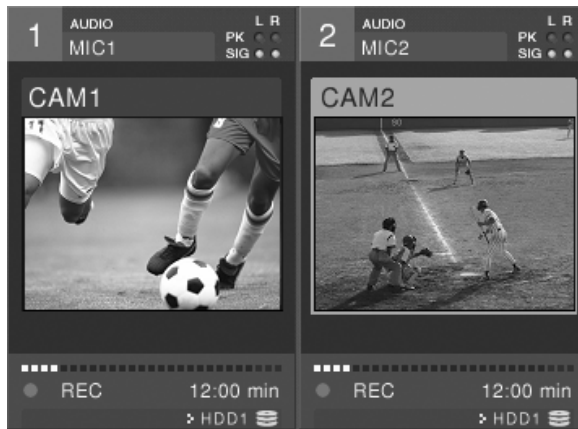 1
AUDIO
MIC1
L R
PK
SIG
CAM1
REC 12:00 min
HDD1
2
AUDIO
MIC2
L R
PK
SIG
CAM2
90
REC 12:00 min
HDD1